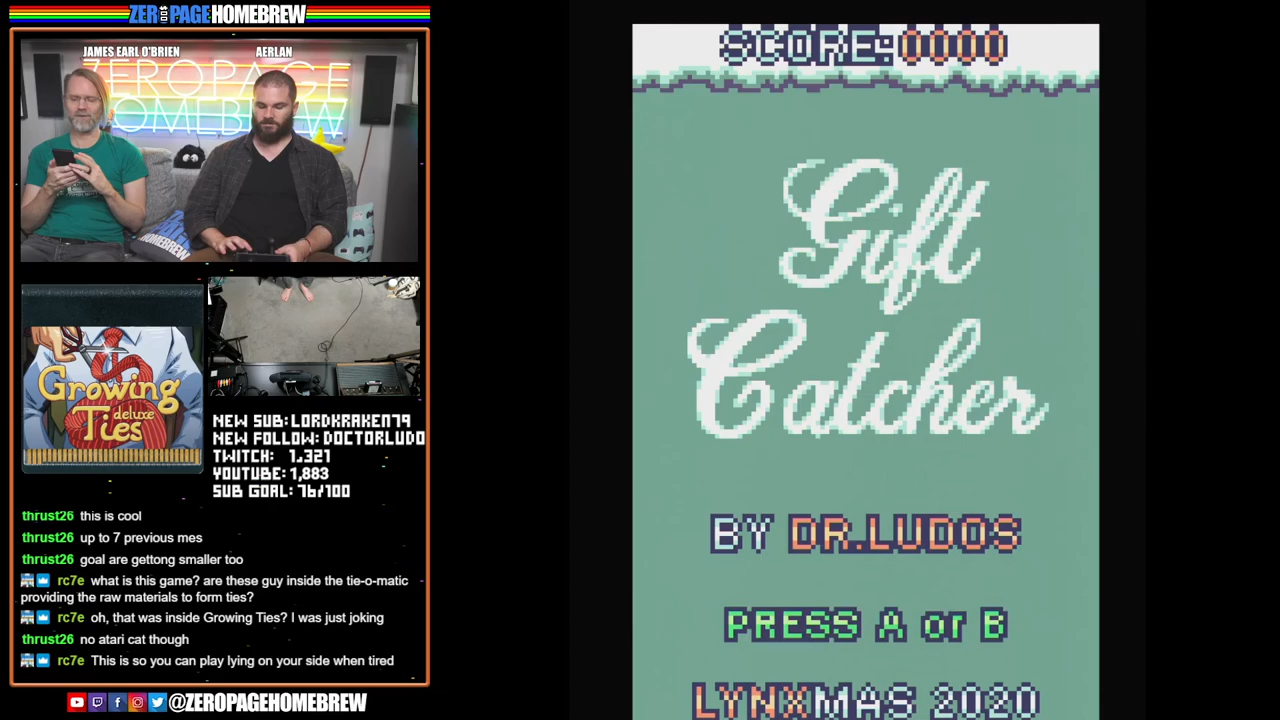 ZEROPAGE HOMEBREW
JAMES EARL O'BRIEN
AERLAN
ZEROPAGE
HOMEBREW
HOMEBREW
Growing
deluxe
Ties
NEW SUB: LORDKRAKEN79
NEW FOLLOW: DOCTORLUDO
TWITCH: 1,321
YOUTUBE: 1,883
SUB GOAL: 76/100
thrust26 this is cool
thrust26 up to 7 previous mes
thrust26 goal are gettong smaller too
rc7e what is this game? are these guy inside the tie-o-matic
providing the raw materials to form ties?
rc7e oh, that was inside Growing Ties? I was just joking
thrust26 no atari cat though
rc7e This is so you can play lying on your side when tired
@ZEROPAGEHOMEBREW
SCORE:0000
Gift
Catcher
BY DR.LUDOS
PRESS A or B
LYNXMAS 2020